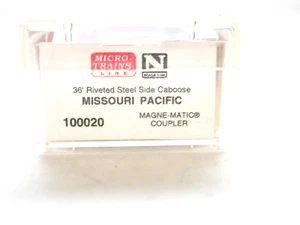 MICRO-
TRAINS
LINE
N
36' Riveted Steel Side Caboose
MISSOURI PACIFIC
100020
MAGNE-MATIC®
COUPLER